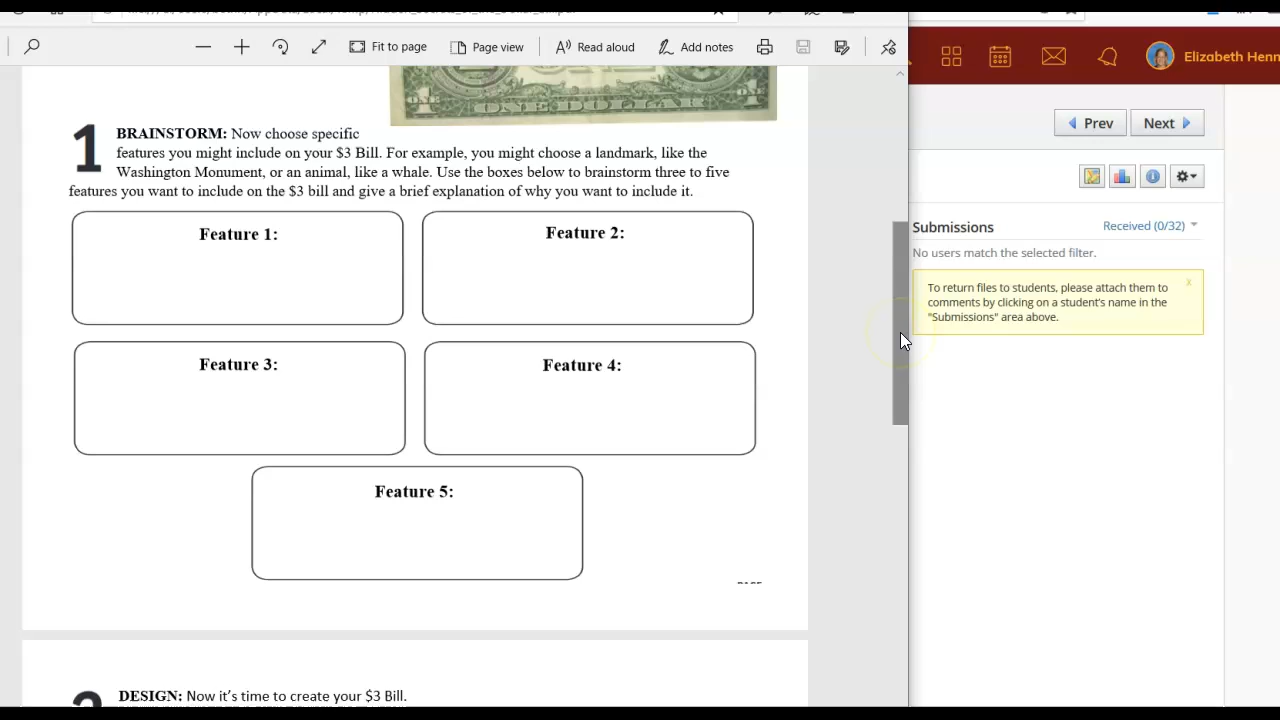 Fit to page
Page view
Read aloud
Add notes
Elizabeth Henn
ONE
ONE DOLLAR
ONE
1
BRAINSTORM: Now choose specific
features you might include on your $3 Bill. For example, you might choose a landmark, like the
Washington Monument, or an animal, like a whale. Use the boxes below to brainstorm three to five
features you want to include on the $3 bill and give a brief explanation of why you want to include it.
Feature 1:
Feature 2:
Feature 3:
Feature 4:
Feature 5:
DESIGN: Now it's time to create your $3 Bill.
Prev
Next
Submissions
Received (0/32)
No users match the selected filter.
To return files to students, please attach them to
comments by clicking on a student's name in the
"Submissions" area above.
x